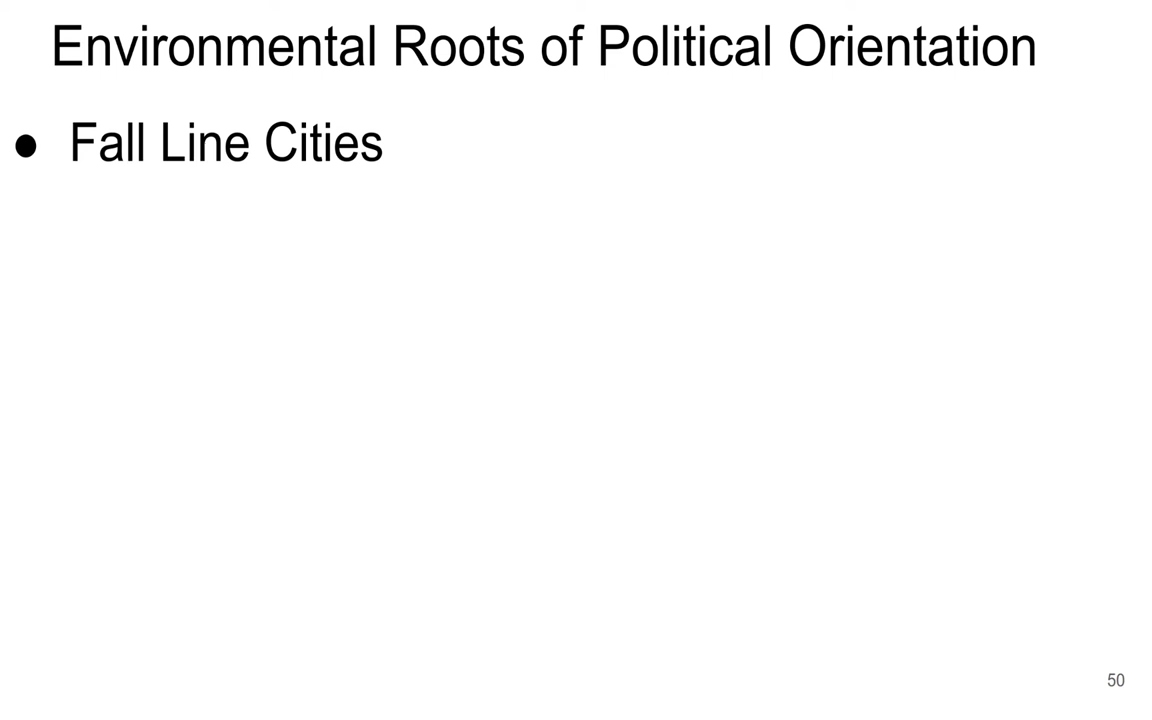 Environmental Roots of Political Orientation
● Fall Line Cities
50